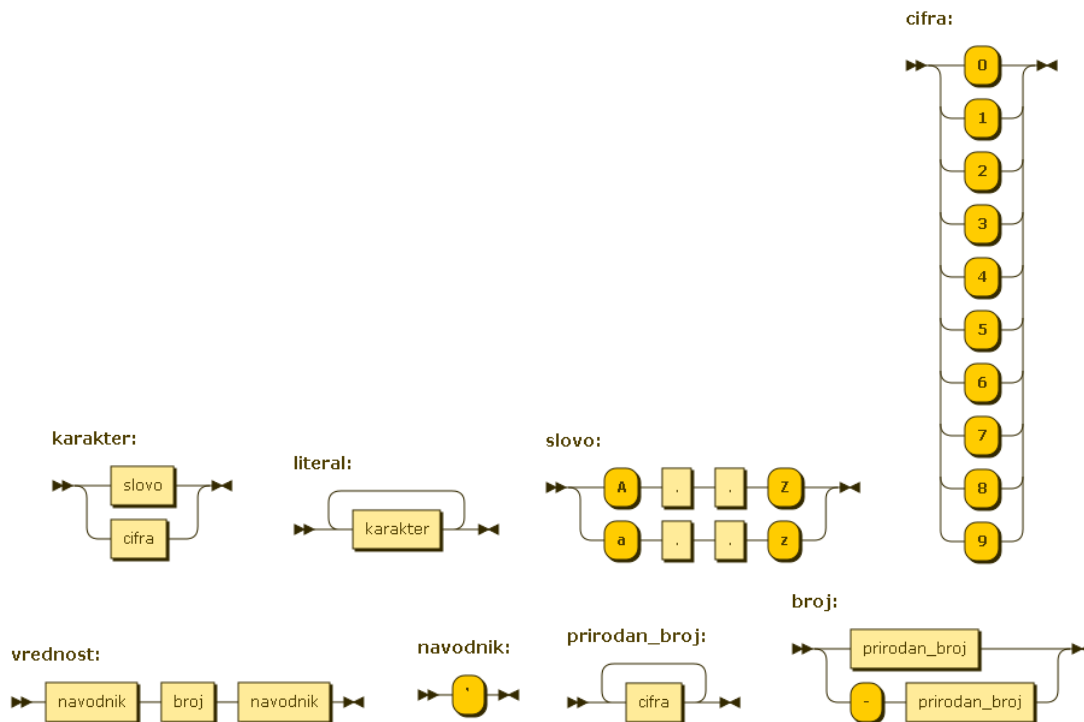 cifra:
0
1
2
3
4
5
6
7
8
9
karakter:
slovo
cifra
literal:
karakter
slovo:
A . . Z
a . . z
vrednost:
navodnik broj navodnik
navodnik:
'
prirodan_broj:
cifra
broj:
prirodan_broj
- prirodan_broj